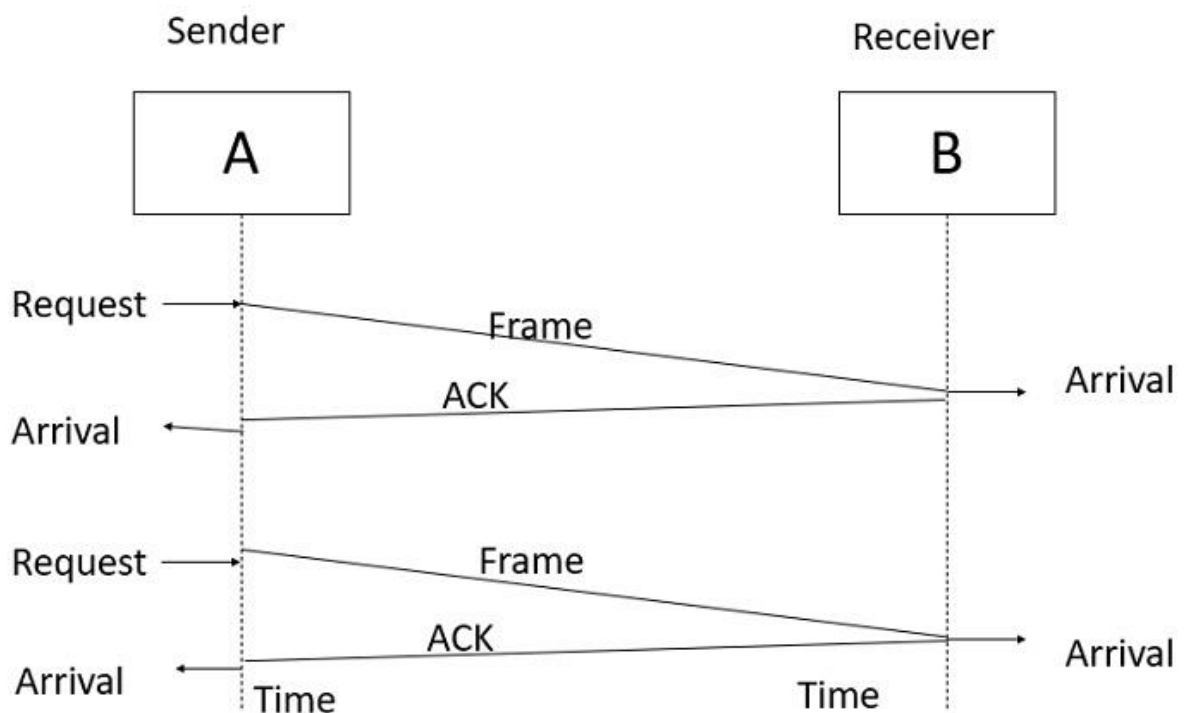 Sender
Receiver
A
B
Request
Frame
Arrival
ACK
Arrival
Request
Frame
ACK
Arrival
Arrival
Time
Time